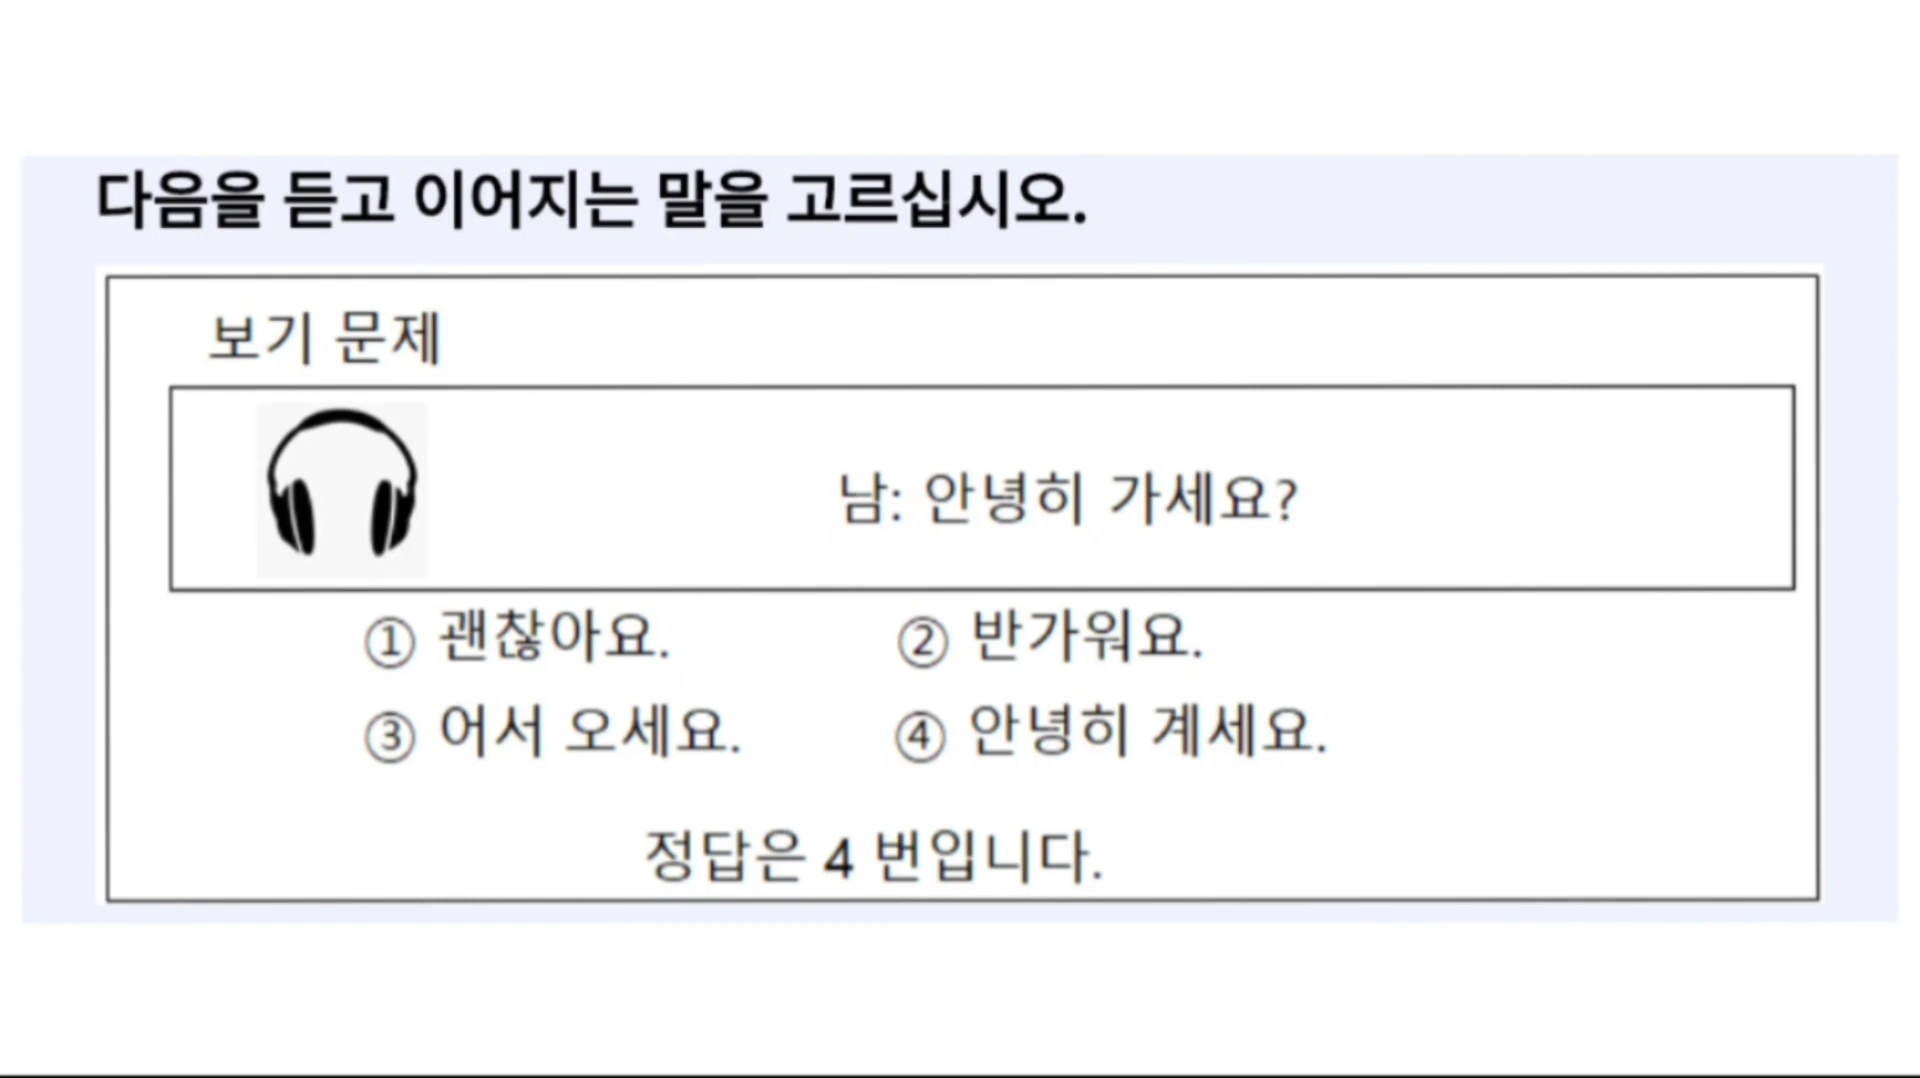 다음을 듣고 이어지는 말을 고르십시오.
보기 문제
남: 안녕히 가세요?
① 괜찮아요. ② 반가워요.
③ 어서 오세요. ④ 안녕히 계세요.
정답은 4 번입니다.